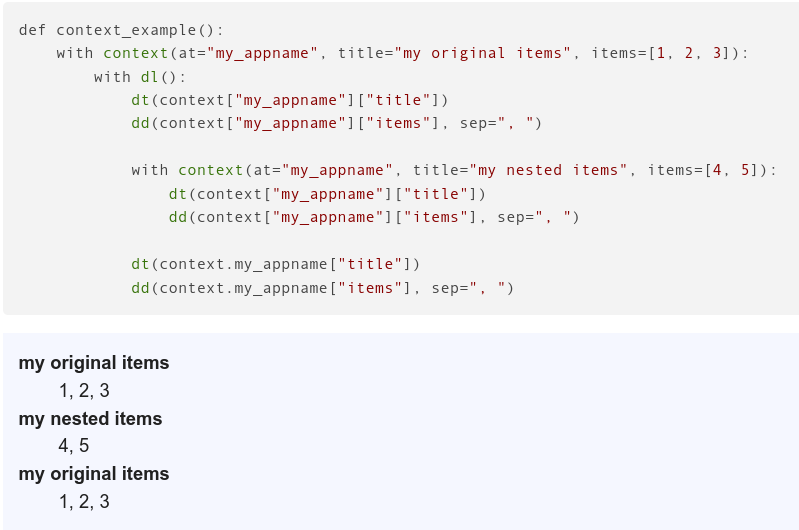 def context_example():
    with context(at="my_appname", title="my original items", items=[1, 2, 3]):
        with dl():
            dt(context["my_appname"]["title"])
            dd(context["my_appname"]["items"], sep=", ")

            with context(at="my_appname", title="my nested items", items=[4, 5]):
                dt(context["my_appname"]["title"])
                dd(context["my_appname"]["items"], sep=", ")

            dt(context.my_appname["title"])
            dd(context.my_appname["items"], sep=", ")

my original items
1, 2, 3
my nested items
4, 5
my original items
1, 2, 3